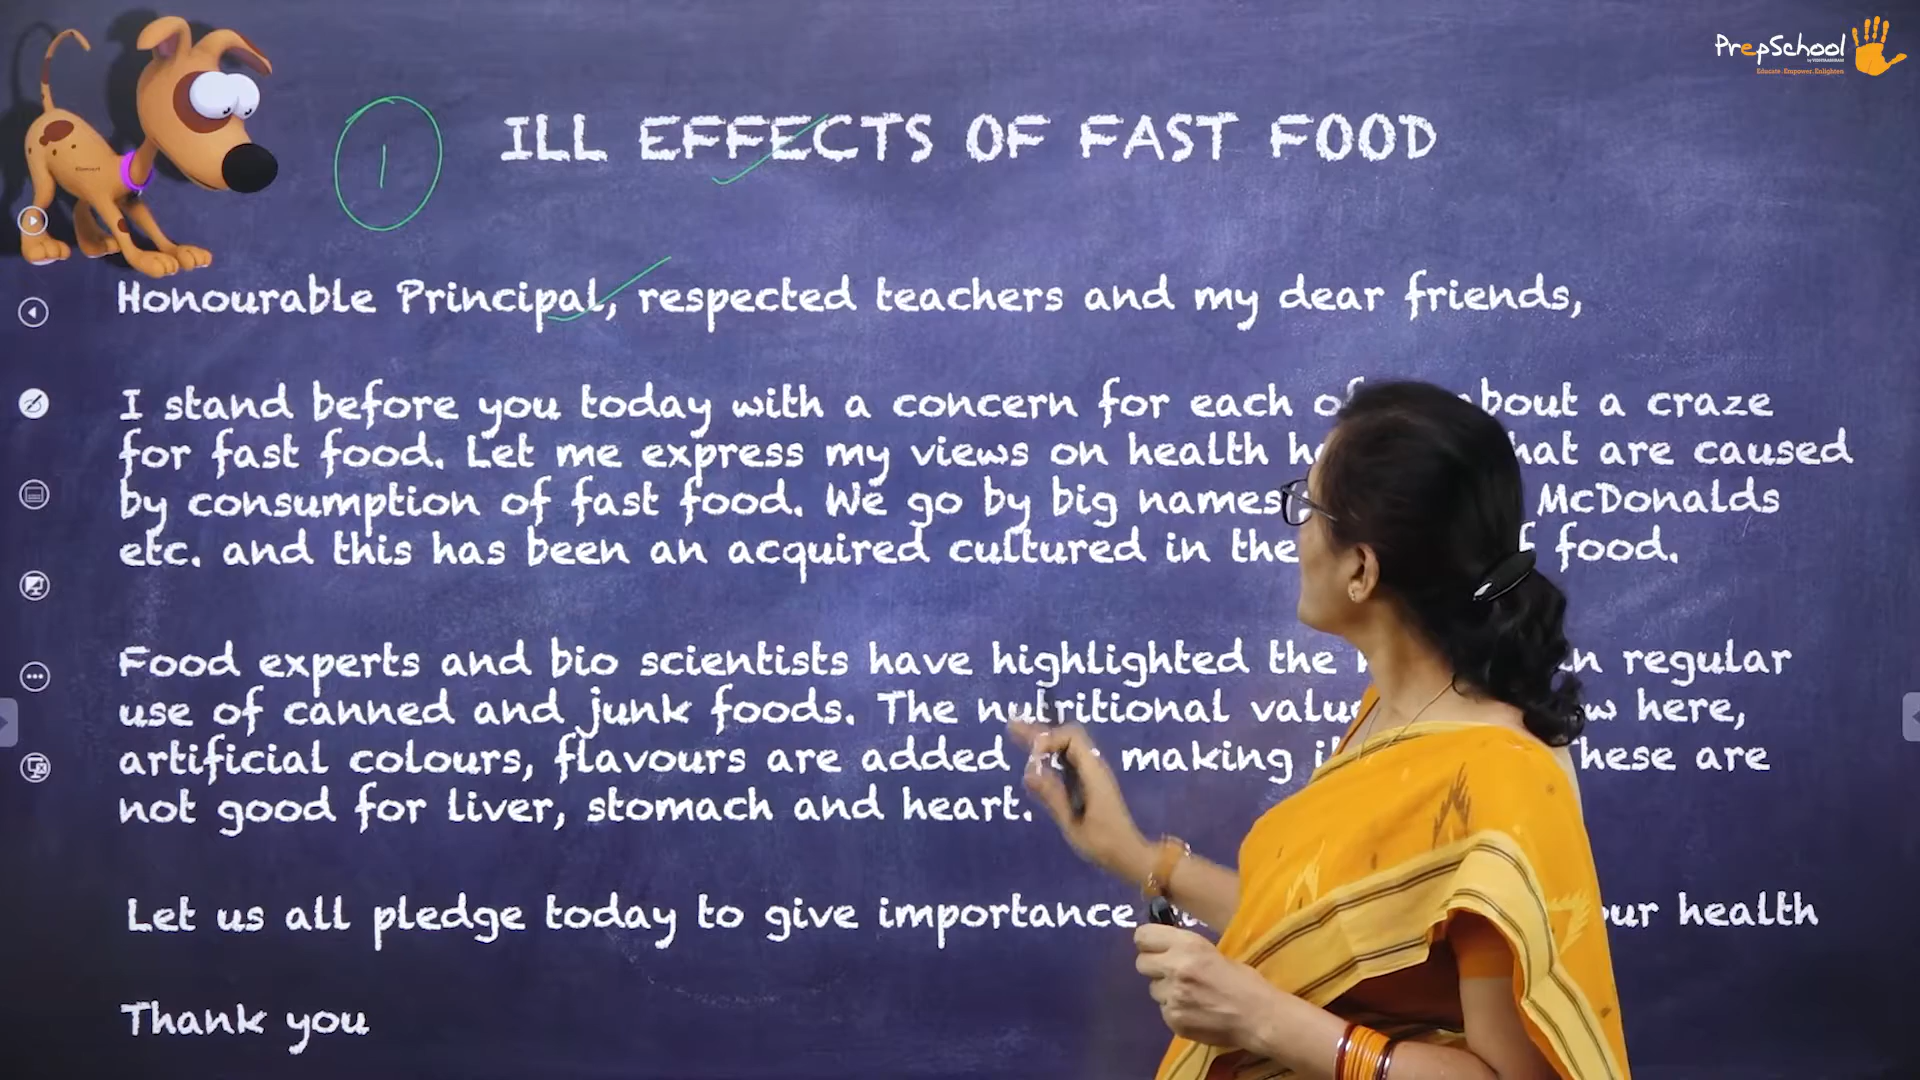 PrepSchool
Educate. Empower. Enlighten
1
ILL EFFECTS OF FAST FOOD
Honourable Principal, respected teachers and my dear friends,
I stand before you today with a concern for each bout a craze
for fast food. Let me express my views on health hat are caused
by consumption of fast food. We go by big names McDonalds
etc. and this has been an acquired cultured in the food.
Food experts and bio scientists have highlighted the regular
use of canned and junk foods. The nutritional here,
artificial colours, flavours are added making hese are
not good for liver, stomach and heart.
Let us all pledge today to give importance our health
Thank you